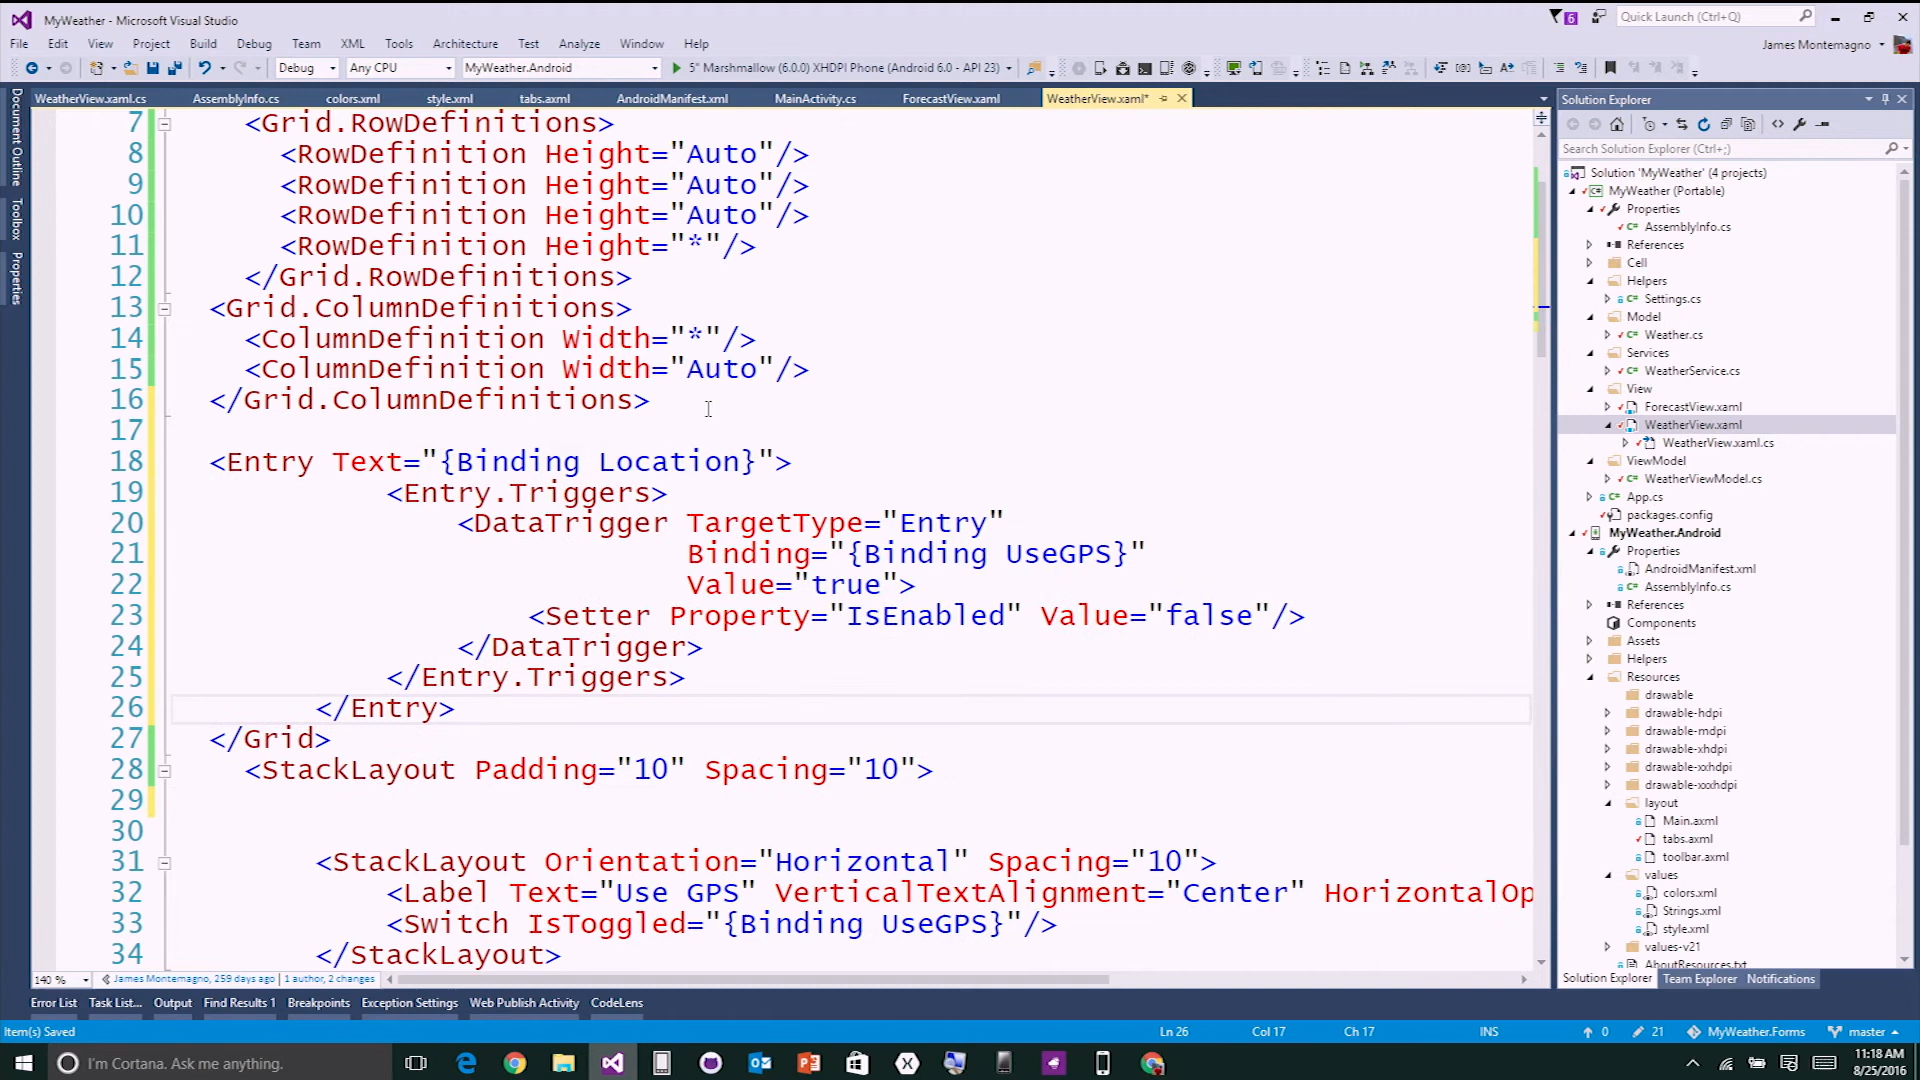 MyWeather - Microsoft Visual Studio
6
Quick Launch (Ctrl+Q)
File Edit View Project Build Debug Team XML Tools Architecture Test Analyze Window Help
James Montemagno
Debug Any CPU MyWeather.Android 5" Marshmallow (6.0.0) XHDPI Phone (Android 6.0 - API 23)
WeatherView.xaml.cs AssemblyInfo.cs colors.xml style.xml tabs.axml AndroidManifest.xml MainActivity.cs ForecastView.xaml WeatherView.xaml*
Document Outline
Toolbox
Properties
7 <Grid.RowDefinitions>
8 <RowDefinition Height="Auto"/>
9 <RowDefinition Height="Auto"/>
10 <RowDefinition Height="Auto"/>
11 <RowDefinition Height="*"/>
12 </Grid.RowDefinitions>
13 <Grid.ColumnDefinitions>
14 <ColumnDefinition Width="*"/>
15 <ColumnDefinition Width="Auto"/>
16 </Grid.ColumnDefinitions>
17
18 <Entry Text="{Binding Location}">
19 <Entry.Triggers>
20 <DataTrigger TargetType="Entry"
21 Binding="{Binding UseGPS}"
22 Value="true">
23 <Setter Property="IsEnabled" Value="false"/>
24 </DataTrigger>
25 </Entry.Triggers>
26 </Entry>
27 </Grid>
28 <StackLayout Padding="10" Spacing="10">
29
30
31 <StackLayout Orientation="Horizontal" Spacing="10">
32 <Label Text="Use GPS" VerticalTextAlignment="Center" HorizontalOp
33 <Switch IsToggled="{Binding UseGPS}"/>
34 </StackLayout>
140 % James Montemagno, 259 days ago | 1 author, 2 changes
Solution Explorer
Search Solution Explorer (Ctrl+;)
Solution 'MyWeather' (4 projects)
MyWeather (Portable)
Properties
AssemblyInfo.cs
References
Cell
Helpers
Settings.cs
Model
Weather.cs
Services
WeatherService.cs
View
ForecastView.xaml
WeatherView.xaml
WeatherView.xaml.cs
ViewModel
WeatherViewModel.cs
App.cs
packages.config
MyWeather.Android
Properties
AndroidManifest.xml
AssemblyInfo.cs
References
Components
Assets
Helpers
Resources
drawable
drawable-hdpi
drawable-mdpi
drawable-xhdpi
drawable-xxhdpi
drawable-xxxhdpi
layout
Main.axml
tabs.axml
toolbar.axml
values
colors.xml
Strings.xml
style.xml
values-v21
AboutResources.txt
Solution Explorer Team Explorer Notifications
Error List Task List... Output Find Results 1 Breakpoints Exception Settings Web Publish Activity CodeLens
Item(s) Saved Ln 26 Col 17 Ch 17 INS 0 21 MyWeather.Forms master
I'm Cortana. Ask me anything.
11:18 AM
8/25/2016